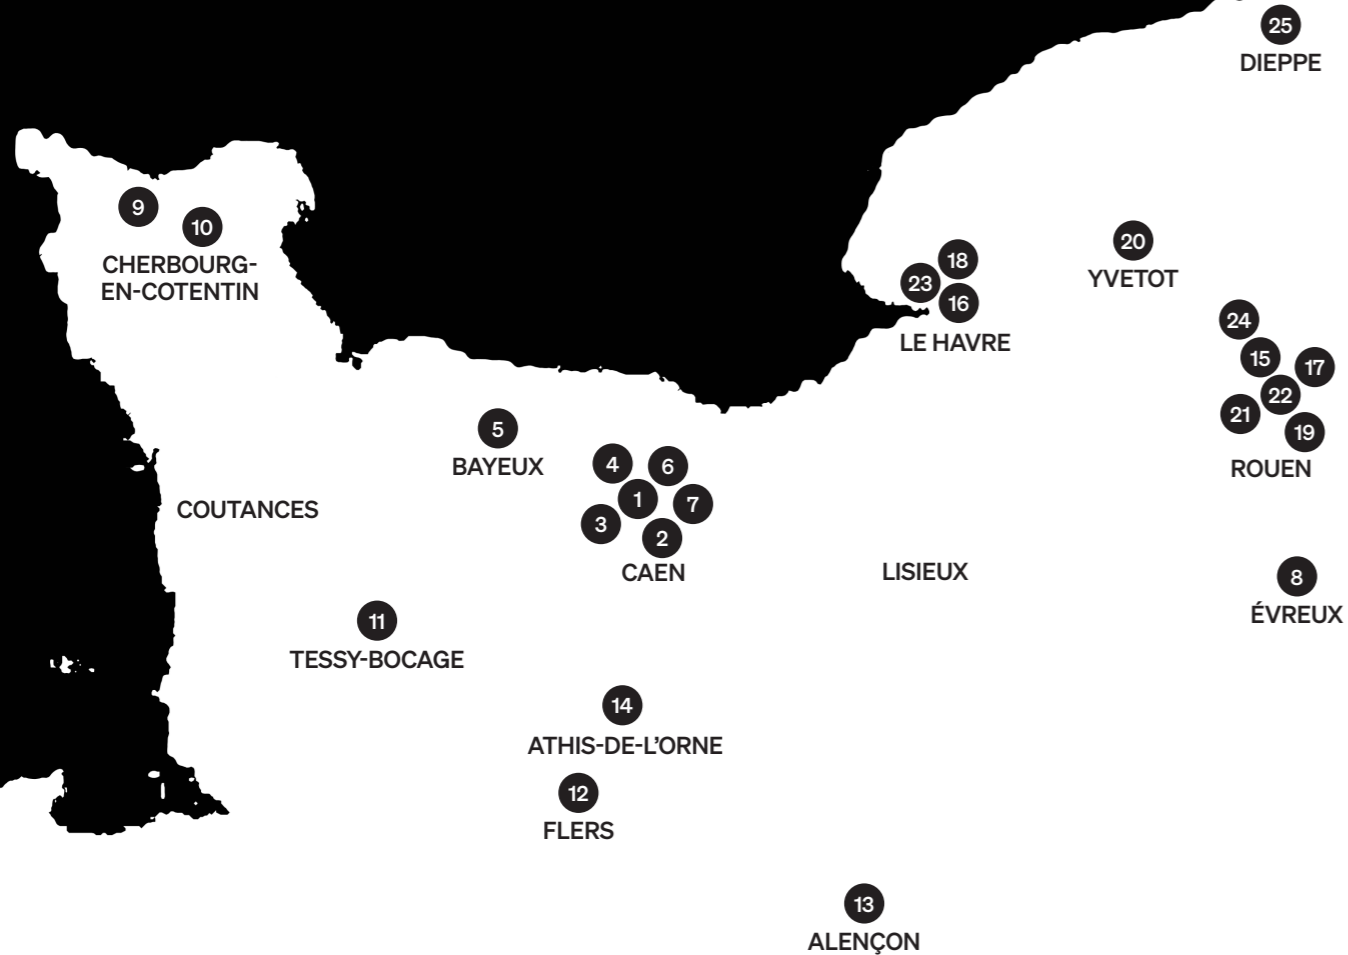 25
DIEPPE
9
10
CHERBOURG-
EN-COTENTIN
20
YVETOT
18
23
16
LE HAVRE
24
15
17
22
21
19
ROUEN
5
BAYEUX
4
6
1
7
3
2
CAEN
COUTANCES
LISIEUX
8
ÉVREUX
11
TESSY-BOCAGE
14
ATHIS-DE-L’ORNE
12
FLERS
13
ALENÇON